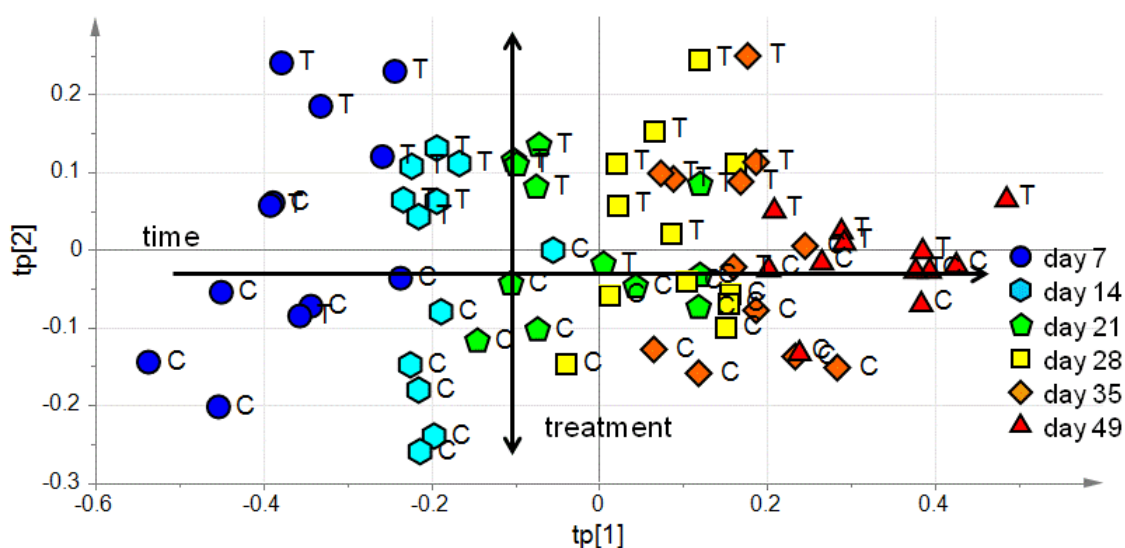 T T T T
0.2
T
T T T
T T T T T T T T
0.1
T T T T T T
T T T T T
T C T T T T
time
T T
0 C C T T
C T C C C T C C
C C C C day 7
C C C day 14
-0.1 T C C C C day 21
C C C C day 28
C C C C C day 35
-0.2 C C day 49
C treatment
C
-0.3
-0.6 -0.4 -0.2 0 0.2 0.4
tp[1]
tp[2]